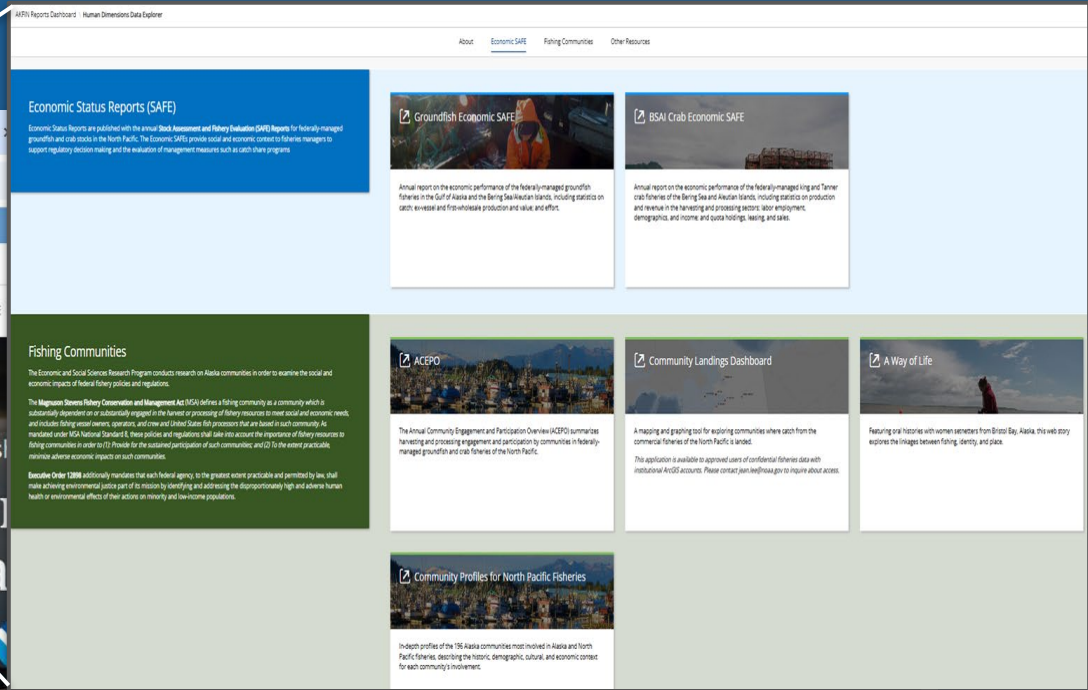 AKFIN Reports Dashboard | Human Dimensions Data Explorer
About Economic SAFE Fishing Communities Other Resources
Economic Status Reports (SAFE)
Economic Status Reports are published with the annual Stock Assessment and Fishery Evaluation (SAFE) Reports for federally-managed
groundfish and crab stocks in the North Pacific. The Economic SAFEs provide social and economic context to fisheries managers to
support regulatory decision making and the evaluation of management measures such as catch share programs
Groundfish Economic SAFE
Annual report on the economic performance of the federally-managed groundfish
fisheries in the Gulf of Alaska and the Bering Sea/Aleutian Islands, including statistics on
catch; ex-vessel and first-wholesale production and value; and effort.
BSAI Crab Economic SAFE
Annual report on the economic performance of the federally-managed king and Tanner
crab fisheries of the Bering Sea and Aleutian Islands, including statistics on production
and revenue in the harvesting and processing sectors; labor employment,
demographics, and income; and quota holdings, leasing, and sales.
Fishing Communities
The Economic and Social Sciences Research Program conducts research on Alaska communities in order to examine the social and
economic impacts of federal fishery policies and regulations.
The Magnuson Stevens Fishery Conservation and Management Act (MSA) defines a fishing community as a community which is
substantially dependent on or substantially engaged in the harvest or processing of fishery resources to meet social and economic needs,
and includes fishing vessel owners, operators, and crew and United States fish processors that are based in such community. As
mandated under MSA National Standard 8, these policies and regulations shall take into account the importance of fishery resources to
fishing communities in order to (1): Provide for the sustained participation of such communities; and (2) To the extent practicable,
minimize adverse economic impacts on such communities.
Executive Order 12898 additionally mandates that each federal agency, to the greatest extent practicable and permitted by law, shall
make achieving environmental justice part of its mission by identifying and addressing the disproportionately high and adverse human
health or environmental effects of their actions on minority and low-income populations.
ACEPO
The Annual Community Engagement and Participation Overview (ACEPO) summarizes
harvesting and processing engagement and participation by communities in federally-
managed groundfish and crab fisheries of the North Pacific.
Community Landings Dashboard
A mapping and graphing tool for exploring communities where catch from the
commercial fisheries of the North Pacific is landed.
This application is available to approved users of confidential fisheries data with
institutional ArcGIS accounts. Please contact jean.lee@noaa.gov to inquire about access.
A Way of Life
Featuring oral histories with women setnetters from Bristol Bay, Alaska, this web story
explores the linkages between fishing, identity, and place.
Community Profiles for North Pacific Fisheries
In-depth profiles of the 196 Alaska communities most involved in Alaska and North
Pacific fisheries, describing the historic, demographic, cultural, and economic context
for each community's involvement.